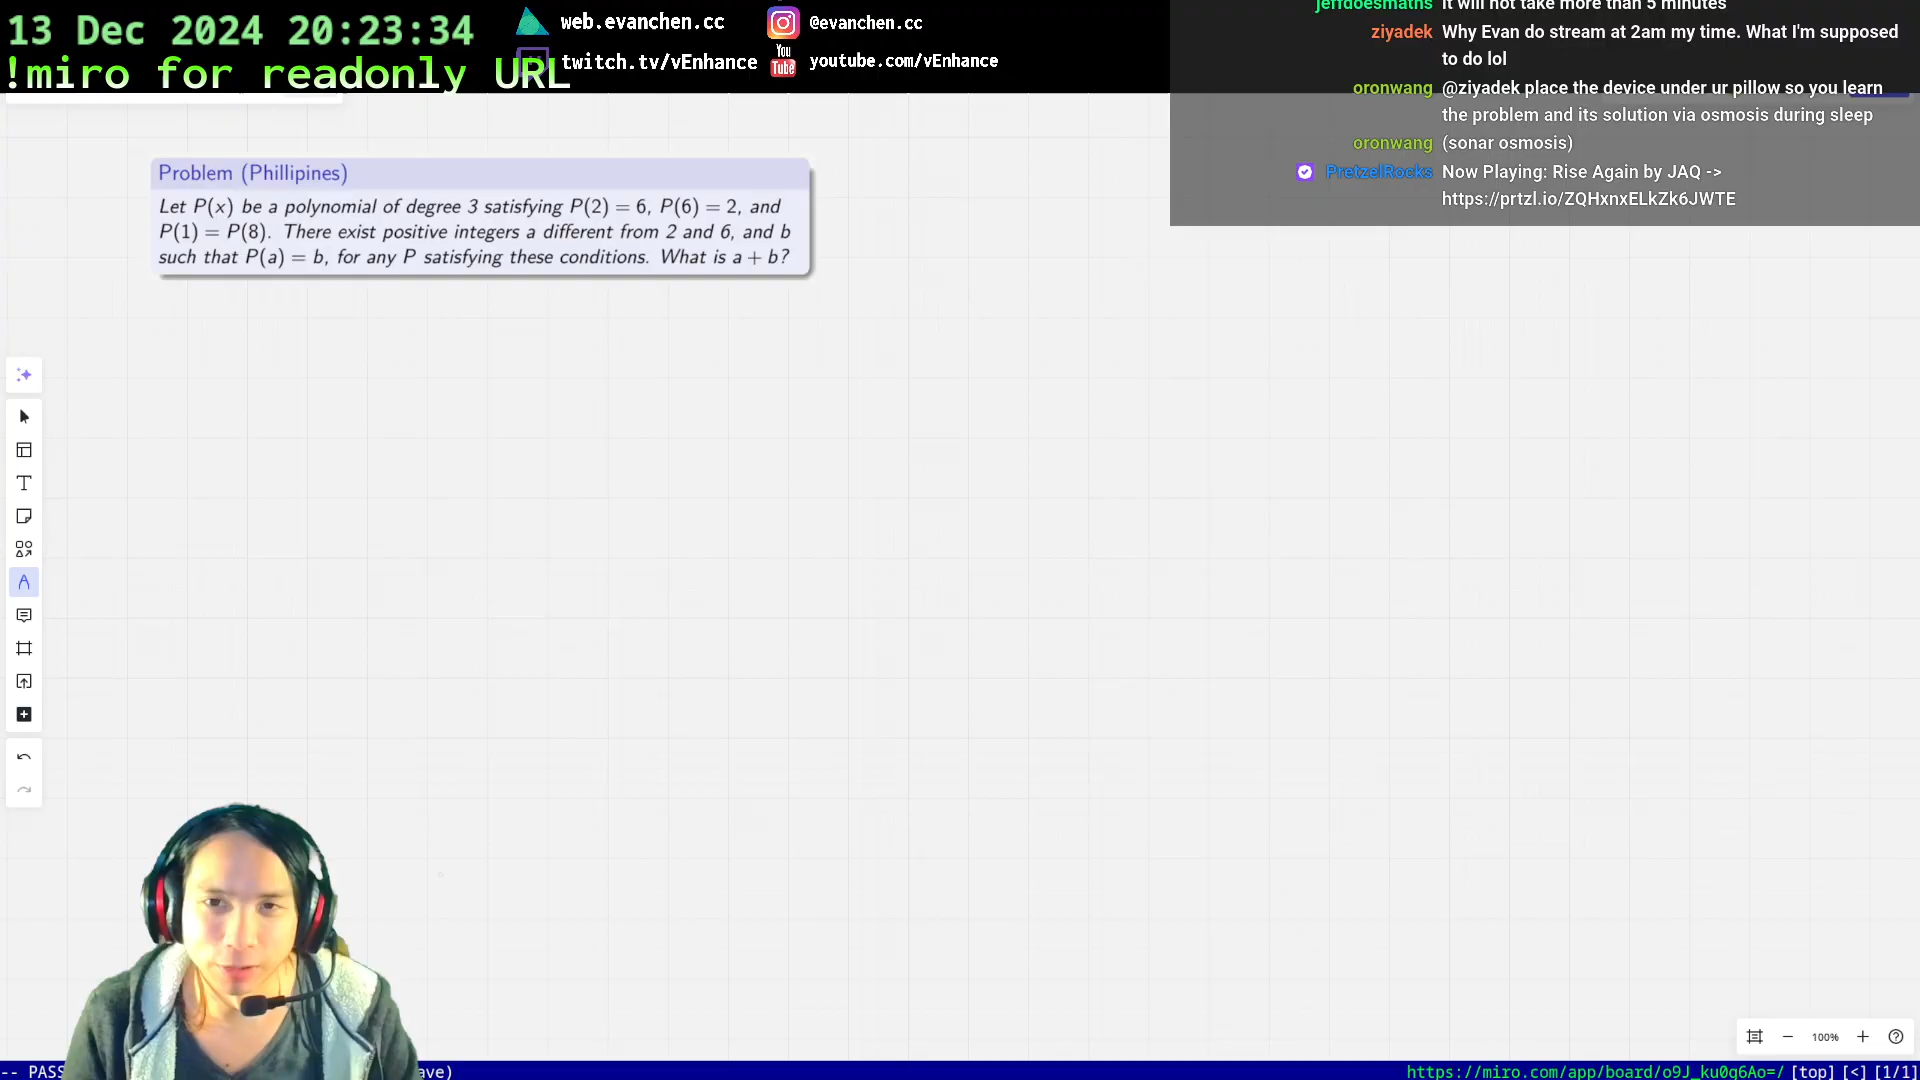 13 Dec 2024 20:23:34
!miro for readonly URL
web.evanchen.cc
@evanchen.cc
twitch.tv/vEnhance
You
Tube
youtube.com/vEnhance
jeffdoesmaths It will not take more than 5 minutes
ziyadek Why Evan do stream at 2am my time. What I'm supposed
to do lol
oronwang @ziyadek place the device under ur pillow so you learn
the problem and its solution via osmosis during sleep
oronwang (sonar osmosis)
PretzelRocks Now Playing: Rise Again by JAQ ->
https://prtzl.io/ZQHxnxELkZk6JWTE
Problem (Phillipines)
Let P(x) be a polynomial of degree 3 satisfying P(2) = 6, P(6) = 2, and
P(1) = P(8). There exist positive integers a different from 2 and 6, and b
such that P(a) = b, for any P satisfying these conditions. What is a + b?
100%
-- PASS
ave)
https://miro.com/app/board/o9J_ku0q6Ao=/ [top] [<] [1/1]